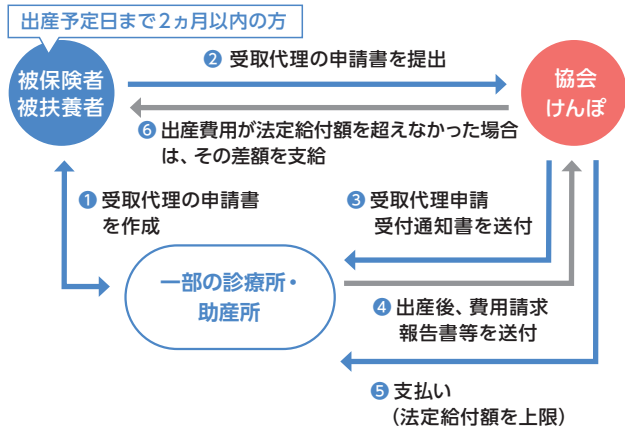 出産予定日まで２ヵ月以内の方
被保険者
被扶養者
❷ 受取代理の申請書を提出
協会
けんぽ
❻ 出産費用が法定給付額を超えなかった場合
は、その差額を支給
❶ 受取代理の申請書
を作成
❸ 受取代理申請
受付通知書を送付
一部の診療所・
助産所
❹ 出産後、費用請求
報告書等を送付
❺ 支払い
（法定給付額を上限）